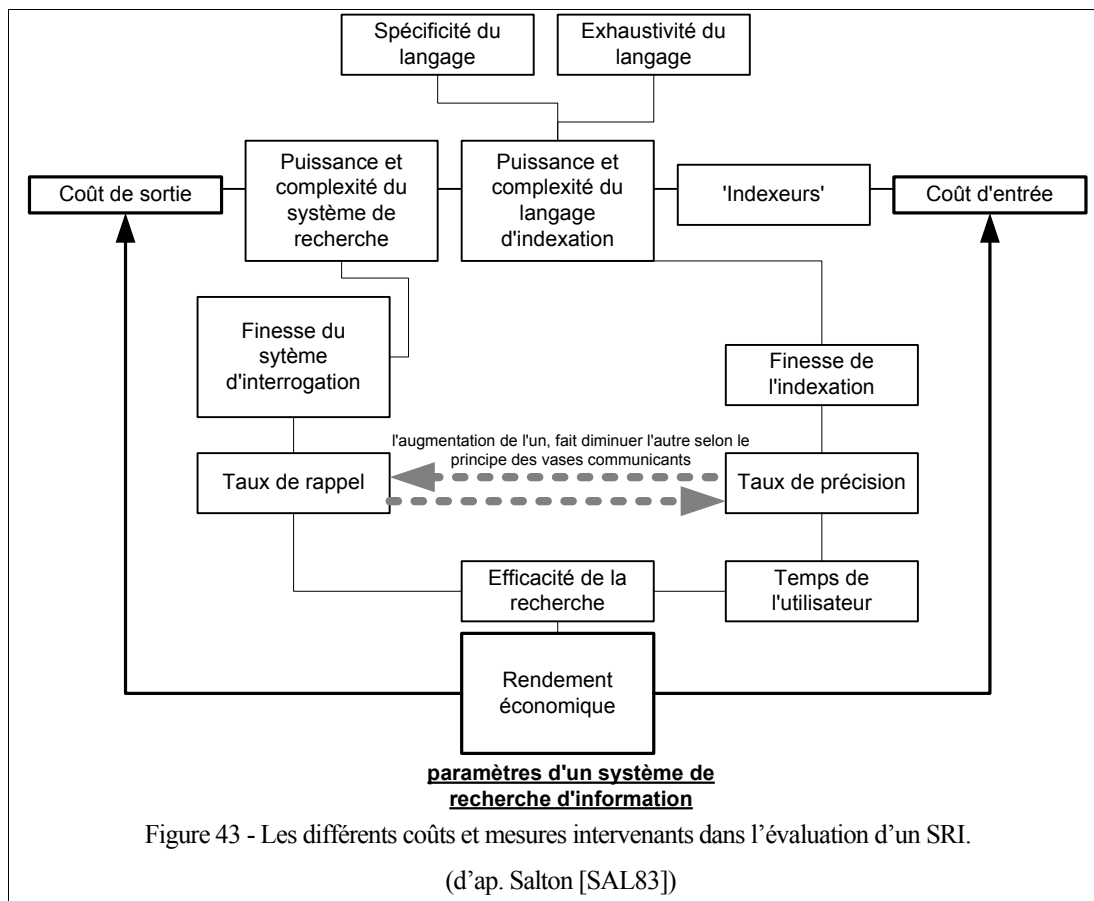 Spécificité du
langage
Exhaustivité du
langage
Coût de sortie
Puissance et
complexité du
système de
recherche
Puissance et
complexité du
langage
d'indexation
'Indexeurs'
Coût d'entrée
Finesse du
sytème
d'interrogation
Finesse de
l'indexation
l'augmentation de l'un, fait diminuer l'autre selon le
principe des vases communicants
Taux de rappel
Taux de précision
Efficacité de la
recherche
Temps de
l'utilisateur
Rendement
économique
paramètres d'un système de
recherche d'information
Figure 43 - Les différents coûts et mesures intervenants dans l’évaluation d’un SRI.
(d’ap. Salton [SAL83])